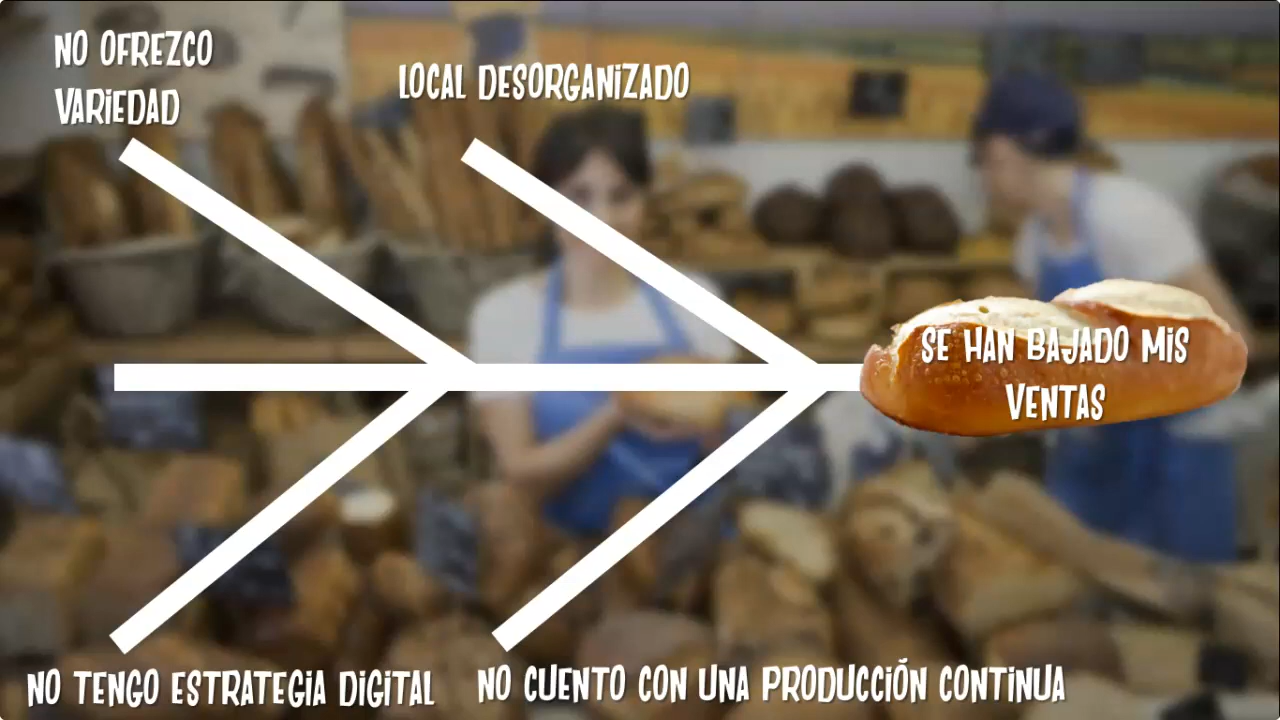 NO OFREZCO
VARIEDAD
LOCAL DESORGANIZADO
SE HAN BAJADO MIS
VENTAS
NO TENGO ESTRATEGIA DIGITAL
NO CUENTO CON UNA PRODUCCIÓN CONTINUA